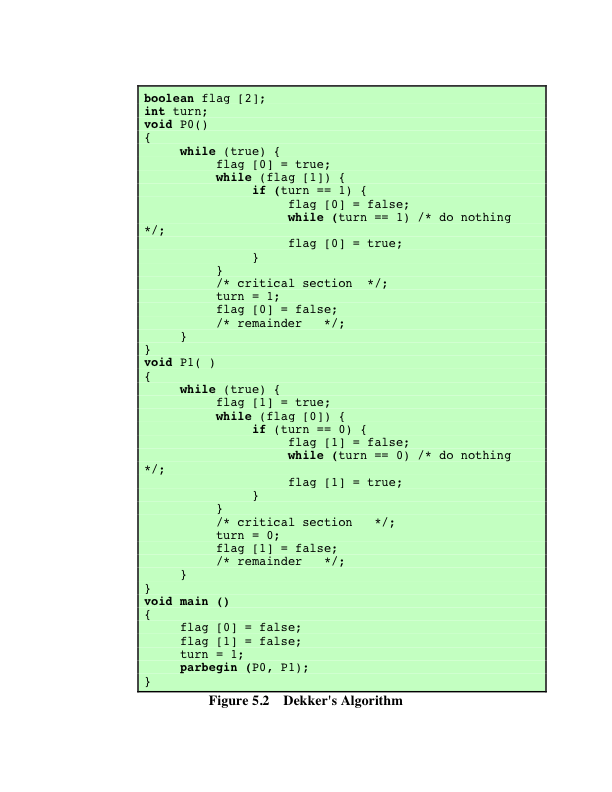 boolean flag [2];
int turn;
void P0()
{
     while (true) {
          flag [0] = true;
          while (flag [1]) {
               if (turn == 1) {
                    flag [0] = false;
                    while (turn == 1) /* do nothing
*/;
                    flag [0] = true;
               }
          }
          /* critical section  */;
          turn = 1;
          flag [0] = false;
          /* remainder   */;
     }
}
void P1( )
{
     while (true) {
          flag [1] = true;
          while (flag [0]) {
               if (turn == 0) {
                    flag [1] = false;
                    while (turn == 0) /* do nothing
*/;
                    flag [1] = true;
               }
          }
          /* critical section   */;
          turn = 0;
          flag [1] = false;
          /* remainder   */;
     }
}
void main ()
{
     flag [0] = false;
     flag [1] = false;
     turn = 1;
     parbegin (P0, P1);
}
Figure 5.2    Dekker's Algorithm